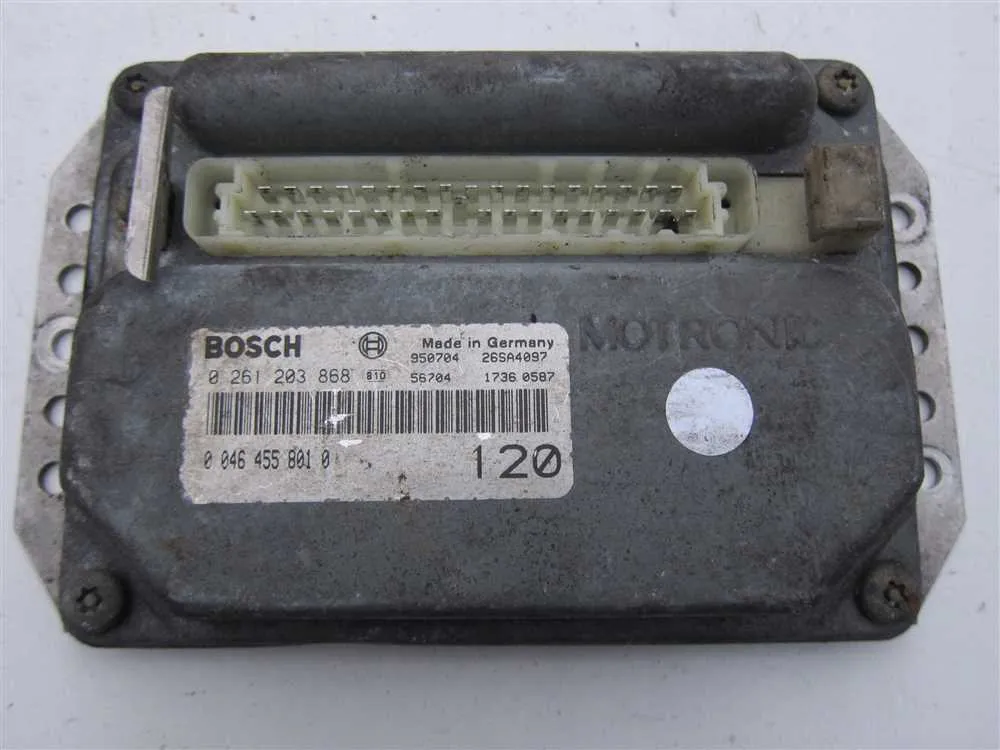 BOSCH Made in Germany
950704 26SA4097
0 261 203 868 B10 56704 1736 0587
0 046 455 801 0 120
MOTRONIC